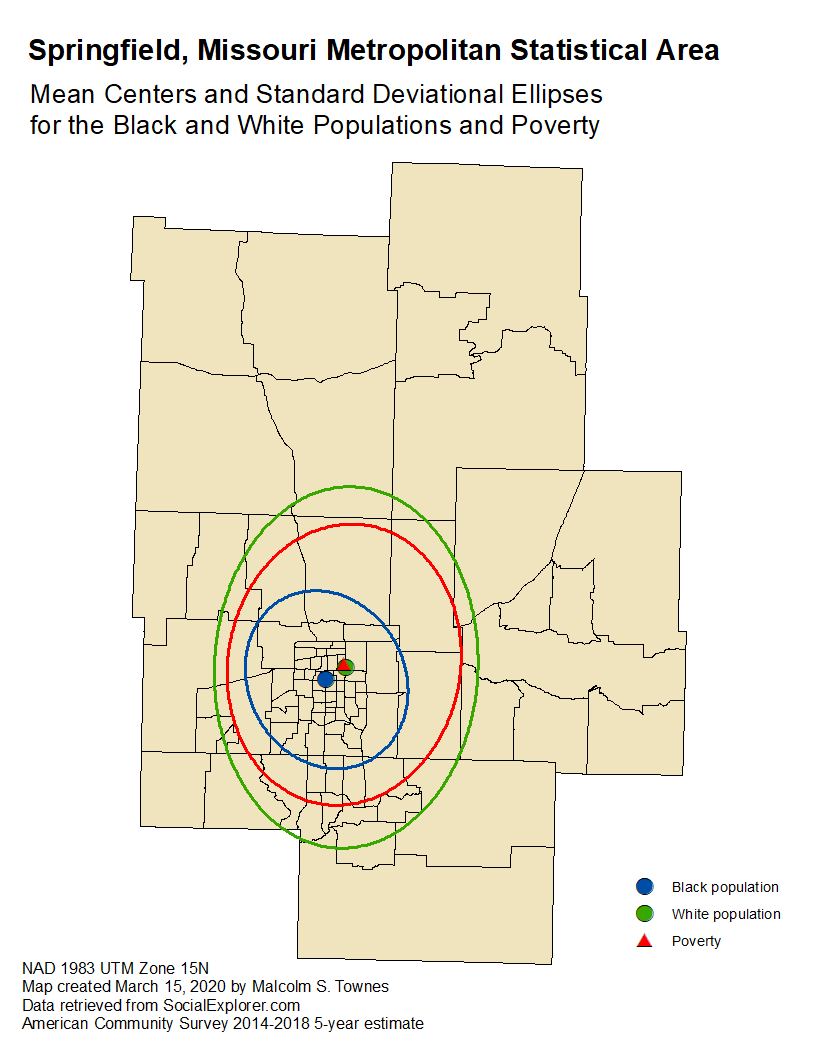 Springfield, Missouri Metropolitan Statistical Area
Mean Centers and Standard Deviational Ellipses
for the Black and White Populations and Poverty
Black population
White population
Poverty
NAD 1983 UTM Zone 15N
Map created March 15, 2020 by Malcolm S. Townes
Data retrieved from SocialExplorer.com
American Community Survey 2014-2018 5-year estimate